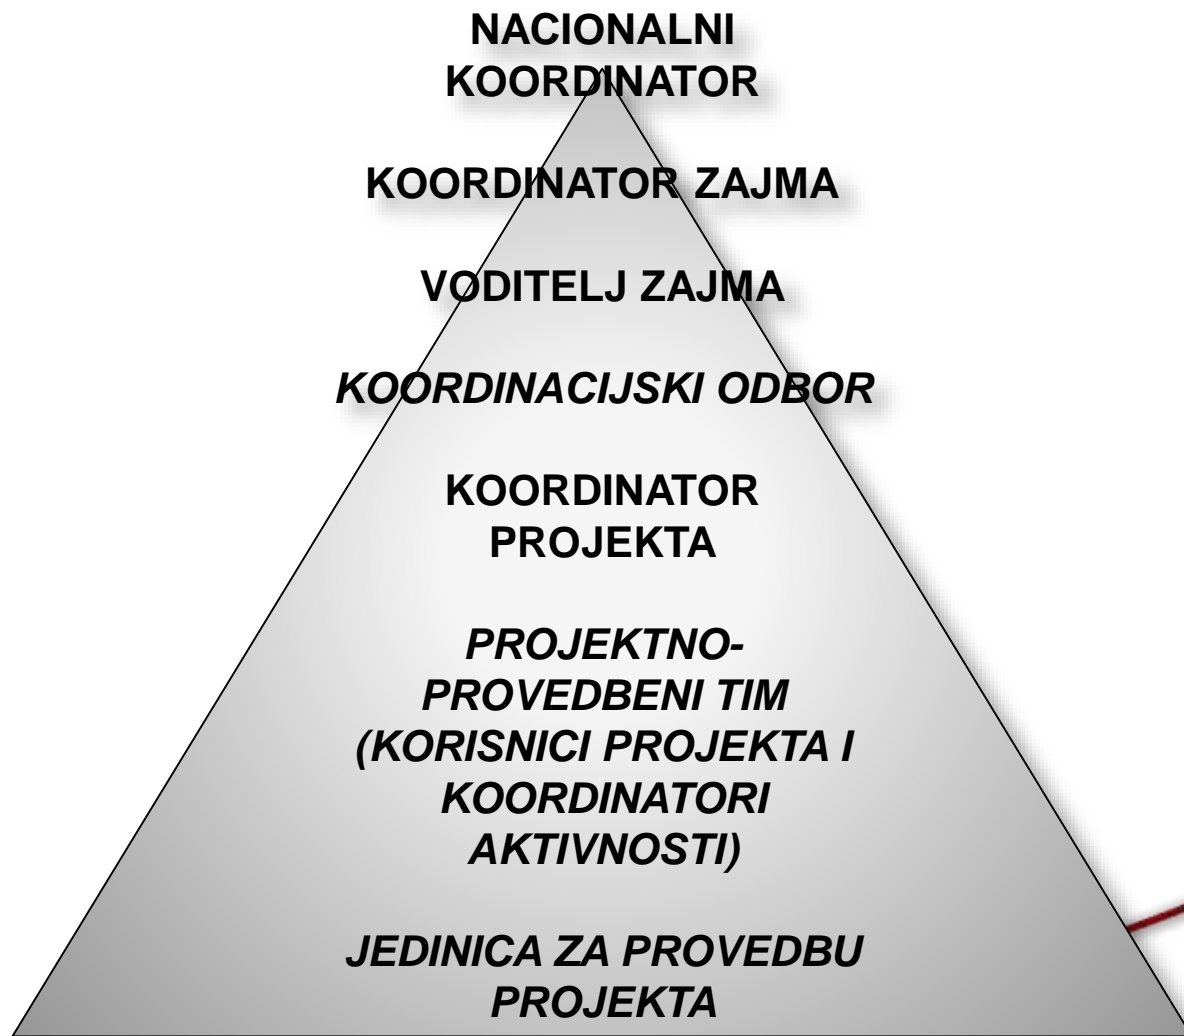 NACIONALNI
KOORDINATOR
KOORDINATOR ZAJMA
VODITELJ ZAJMA
KOORDINACIJSKI ODBOR
KOORDINATOR
PROJEKTA
PROJEKTNO-
PROVEDBENI TIM
(KORISNICI PROJEKTA I
KOORDINATORI
AKTIVNOSTI)
JEDINICA ZA PROVEDBU
PROJEKTA